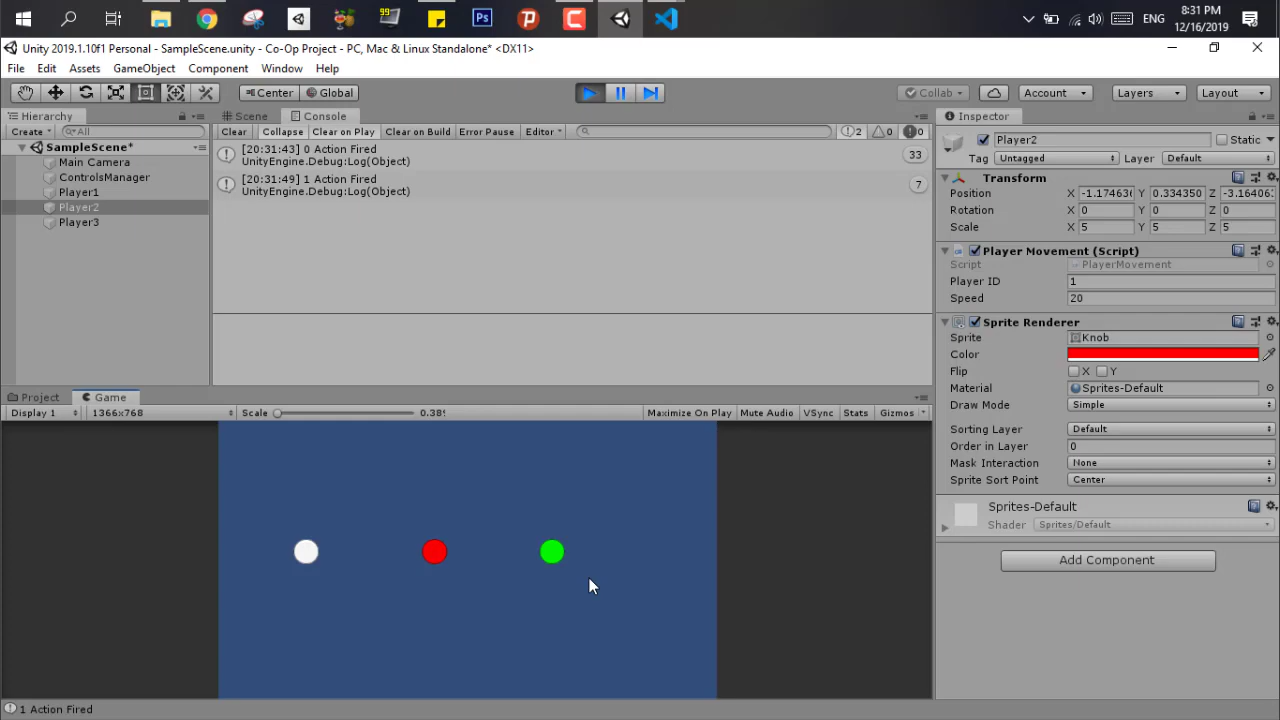 99
Ps
ENG
8:31 PM
12/16/2019
Unity 2019.1.10f1 Personal - SampleScene.unity - Co-Op Project - PC, Mac & Linux Standalone* <DX11>
File Edit Assets GameObject Component Window Help
Center Global Collab Account Layers Layout
Hierarchy
Create All
SampleScene*
Main Camera
ControlsManager
Player1
Player2
Player3
Scene Console
Clear Collapse Clear on Play Clear on Build Error Pause Editor 2 0 0
[20:31:43] 0 Action Fired
UnityEngine.Debug:Log(Object)
33
[20:31:49] 1 Action Fired
UnityEngine.Debug:Log(Object)
7
Project Game
Display 1 1366x768 Scale 0.38 Maximize On Play Mute Audio VSync Stats Gizmos
Inspector
Player2 Static
Tag Untagged Layer Default
Transform
Position X -1.17463 Y 0.334350 Z -3.16406
Rotation X 0 Y 0 Z 0
Scale X 5 Y 5 Z 5
Player Movement (Script)
Script PlayerMovement
Player ID 1
Speed 20
Sprite Renderer
Sprite Knob
Color
Flip X Y
Material Sprites-Default
Draw Mode Simple
Sorting Layer Default
Order in Layer 0
Mask Interaction None
Sprite Sort Point Center
Sprites-Default
Shader Sprites/Default
Add Component
1 Action Fired